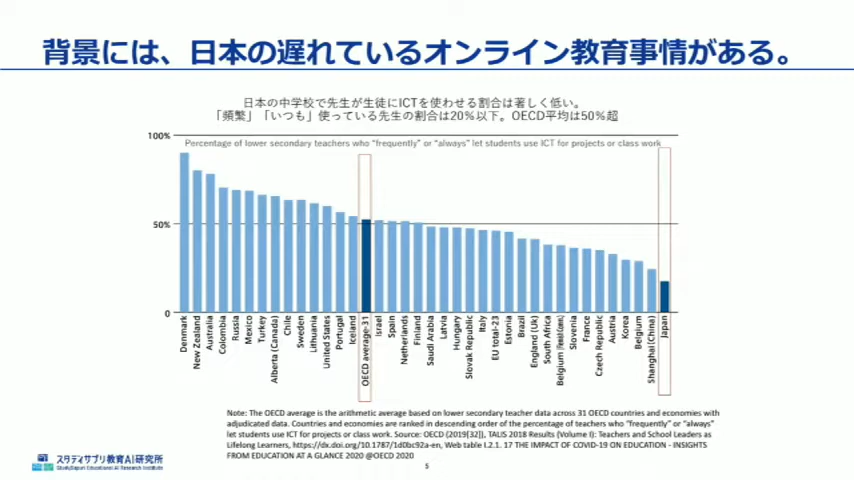 背景には、日本の遅れているオンライン教育事情がある。
日本の中学校で先生が生徒にICTを使わせる割合は著しく低い。
「頻繁」「いつも」使っている先生の割合は20%以下。OECD平均は50%超
100%
Percentage of lower secondary teachers who “frequently” or “always” let students use ICT for projects or class work
50%
0
Denmark
New Zealand
Australia
Colombia
Russia
Mexico
Turkey
Alberta (Canada)
Chile
Sweden
Lithuania
United States
Portugal
Iceland
OECD average-31
Israel
Spain
Netherlands
Finland
Saudi Arabia
Latvia
Hungary
Slovak Republic
Italy
EU total-23
Estonia
Brazil
England (Uk)
South Africa
Belgium
Slovenia
France
Czech Republic
Austria
Korea
Belgium
Shanghai (China)
Japan
Note: The OECD average is the arithmetic average based on lower secondary teacher data across 31 OECD countries and economies with
adjudicated data. Countries and economies are ranked in descending order of the percentage of teachers who “frequently” or “always”
let students use ICT for projects or class work. Source: OECD (2019[32]), TALIS 2018 Results (Volume I): Teachers and School Leaders as
Lifelong Learners, https://dx.doi.org/10.1787/1d0bc92a-en, Web table I.2.1. 17 THE IMPACT OF COVID-19 ON EDUCATION - INSIGHTS
FROM EDUCATION AT A GLANCE 2020 @OECD 2020
スタディサプリ教育AI研究所
StudySapuri Educational AI Research Institute
5